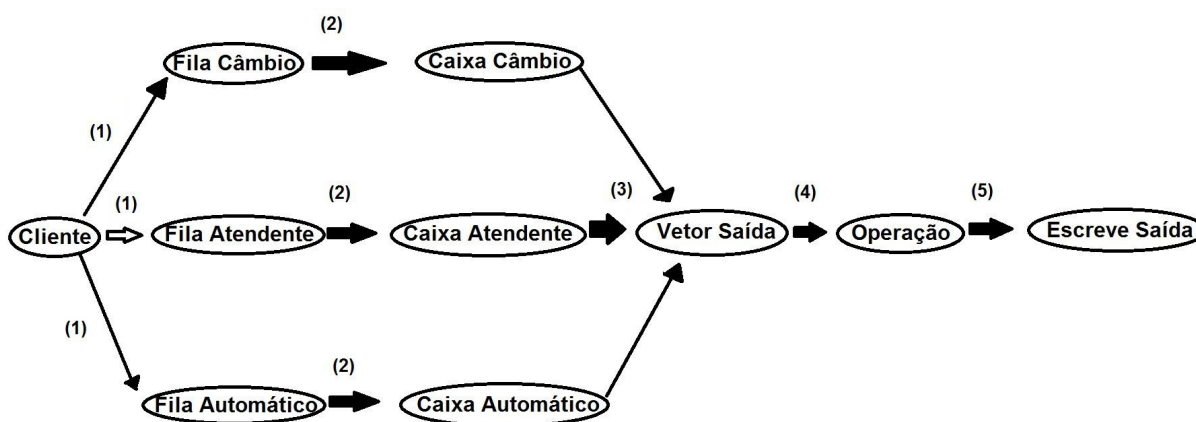 (2)
Fila Câmbio
Caixa Câmbio
(1)
(1)
(2)
(3)
(4)
(5)
Cliente
Fila Atendente
Caixa Atendente
Vetor Saída
Operação
Escreve Saída
(1)
(2)
Fila Automático
Caixa Automático